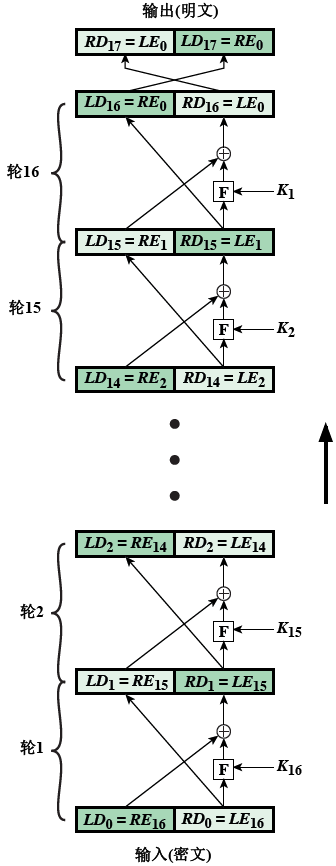 输出(明文)
RD₁₇ = LE₀ LD₁₇ = RE₀
LD₁₆ = RE₀ RD₁₆ = LE₀
轮16
F K₁
LD₁₅ = RE₁ RD₁₅ = LE₁
轮15
F K₂
LD₁₄ = RE₂ RD₁₄ = LE₂
LD₂ = RE₁₄ RD₂ = LE₁₄
轮2
F K₁₅
LD₁ = RE₁₅ RD₁ = LE₁₅
轮1
F K₁₆
LD₀ = RE₁₆ RD₀ = LE₁₆
输入(密文)